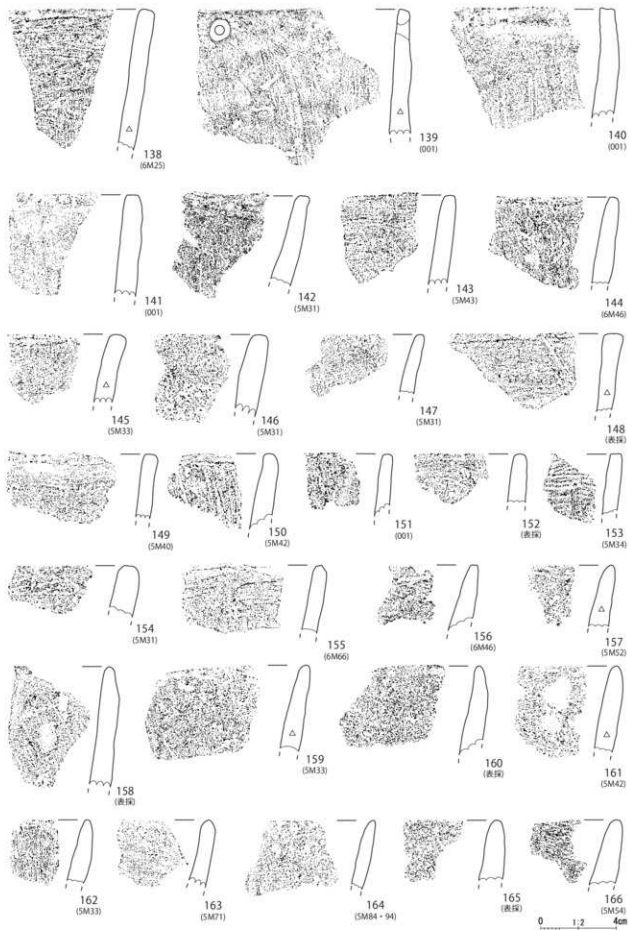 138
(6M25)
139
(001)
140
(001)
141
(001)
142
(5M31)
143
(5M43)
144
(6M46)
145
(5M33)
146
(5M31)
147
(5M31)
148
(表採)
149
(5M40)
150
(5M42)
151
(001)
152
(表採)
153
(5M34)
154
(5M31)
155
(6M66)
156
(6M46)
157
(5M52)
158
(表採)
159
(5M33)
160
(表採)
161
(5M42)
162
(5M33)
163
(5M71)
164
(5M84・94)
165
(表採)
166
(5M54)
0 1:2 4cm